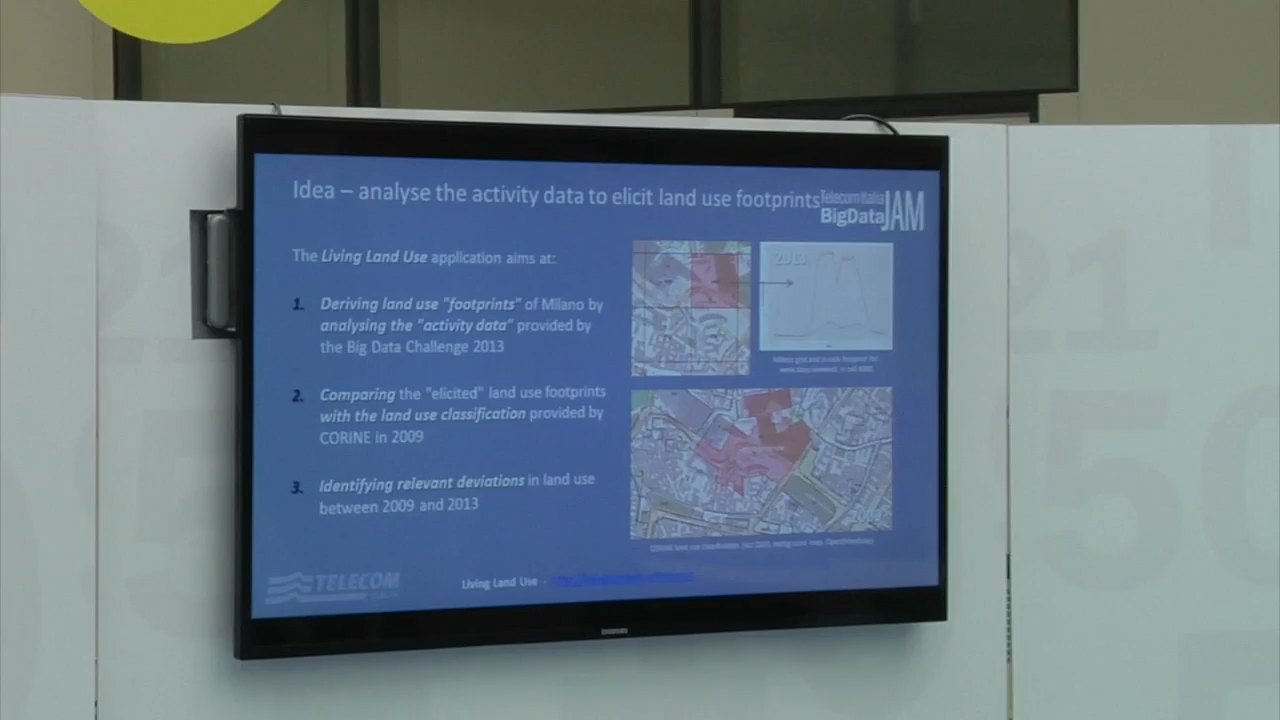 Idea – analyse the activity data to elicit land use footprints
Telecom Italia
BigData JAM
The Living Land Use application aims at:
1. Deriving land use "footprints" of Milano by
analysing the "activity data" provided by
the Big Data Challenge 2013
2. Comparing the "elicited" land use footprints
with the land use classification provided by
CORINE in 2009
3. Identifying relevant deviations in land use
between 2009 and 2013
2013
TELECOM
Living Land Use -
SAMSUNG